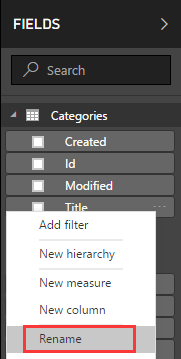 FIELDS
Search
Categories
Created
Id
Modified
Title
Add filter
New hierarchy
New measure
New column
Rename